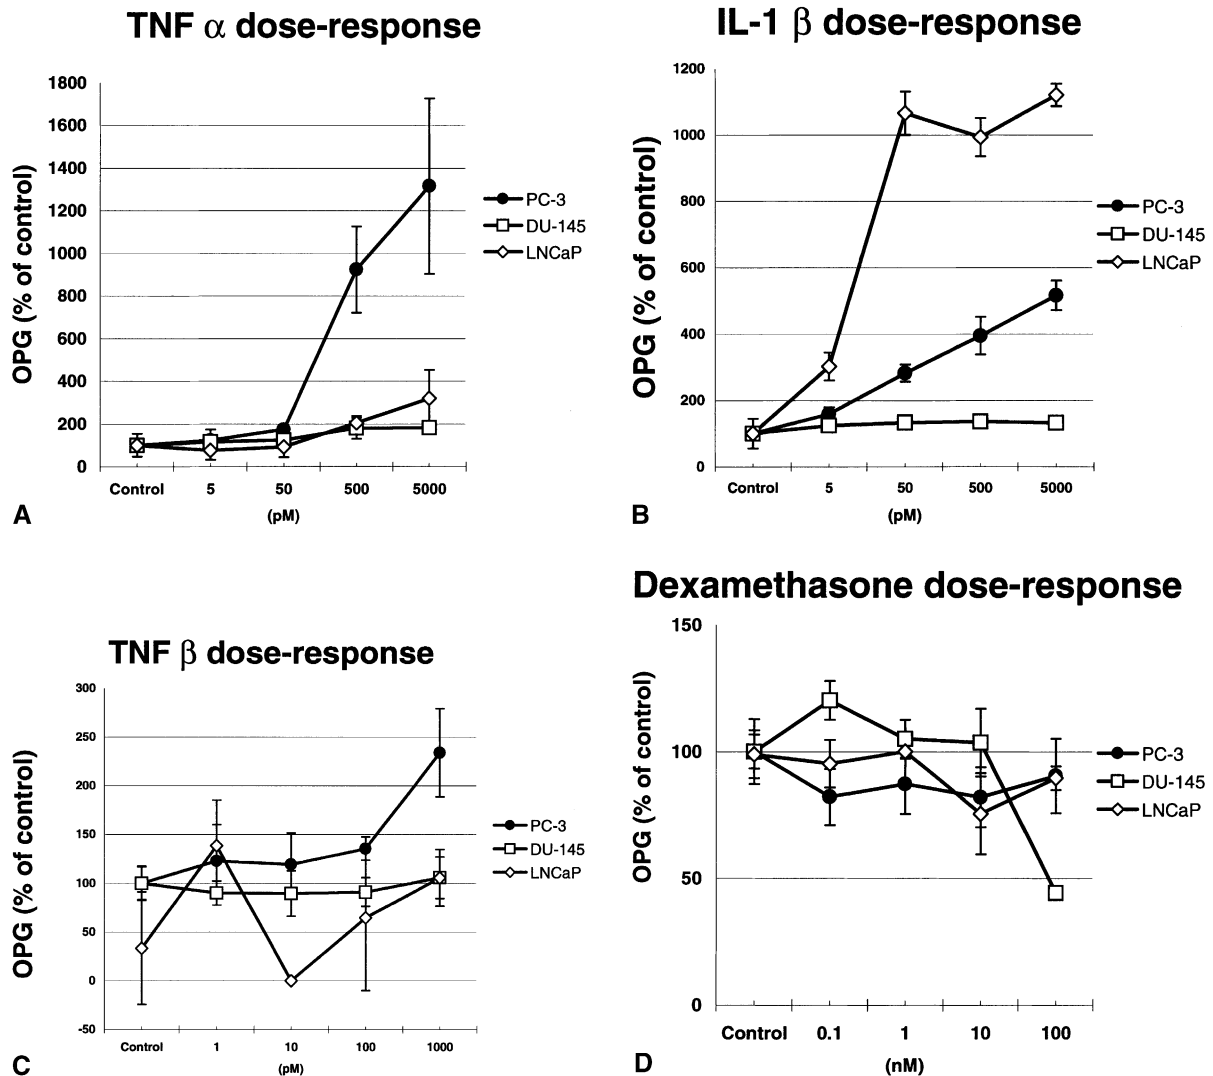 TNF α dose-response
OPG (% of control)
1800
1600
1400
1200
1000
800
600
400
200
0
Control 5 50 500 5000
(pM)
PC-3
DU-145
LNCaP
A
IL-1 β dose-response
OPG (% of control)
1200
1000
800
600
400
200
0
Control 5 50 500 5000
(pM)
PC-3
DU-145
LNCaP
B
TNF β dose-response
OPG (% of control)
300
250
200
150
100
50
0
-50
Control 1 10 100 1000
(pM)
PC-3
DU-145
LNCaP
C
Dexamethasone dose-response
OPG (% of control)
150
100
50
0
Control 0.1 1 10 100
(nM)
PC-3
DU-145
LNCaP
D